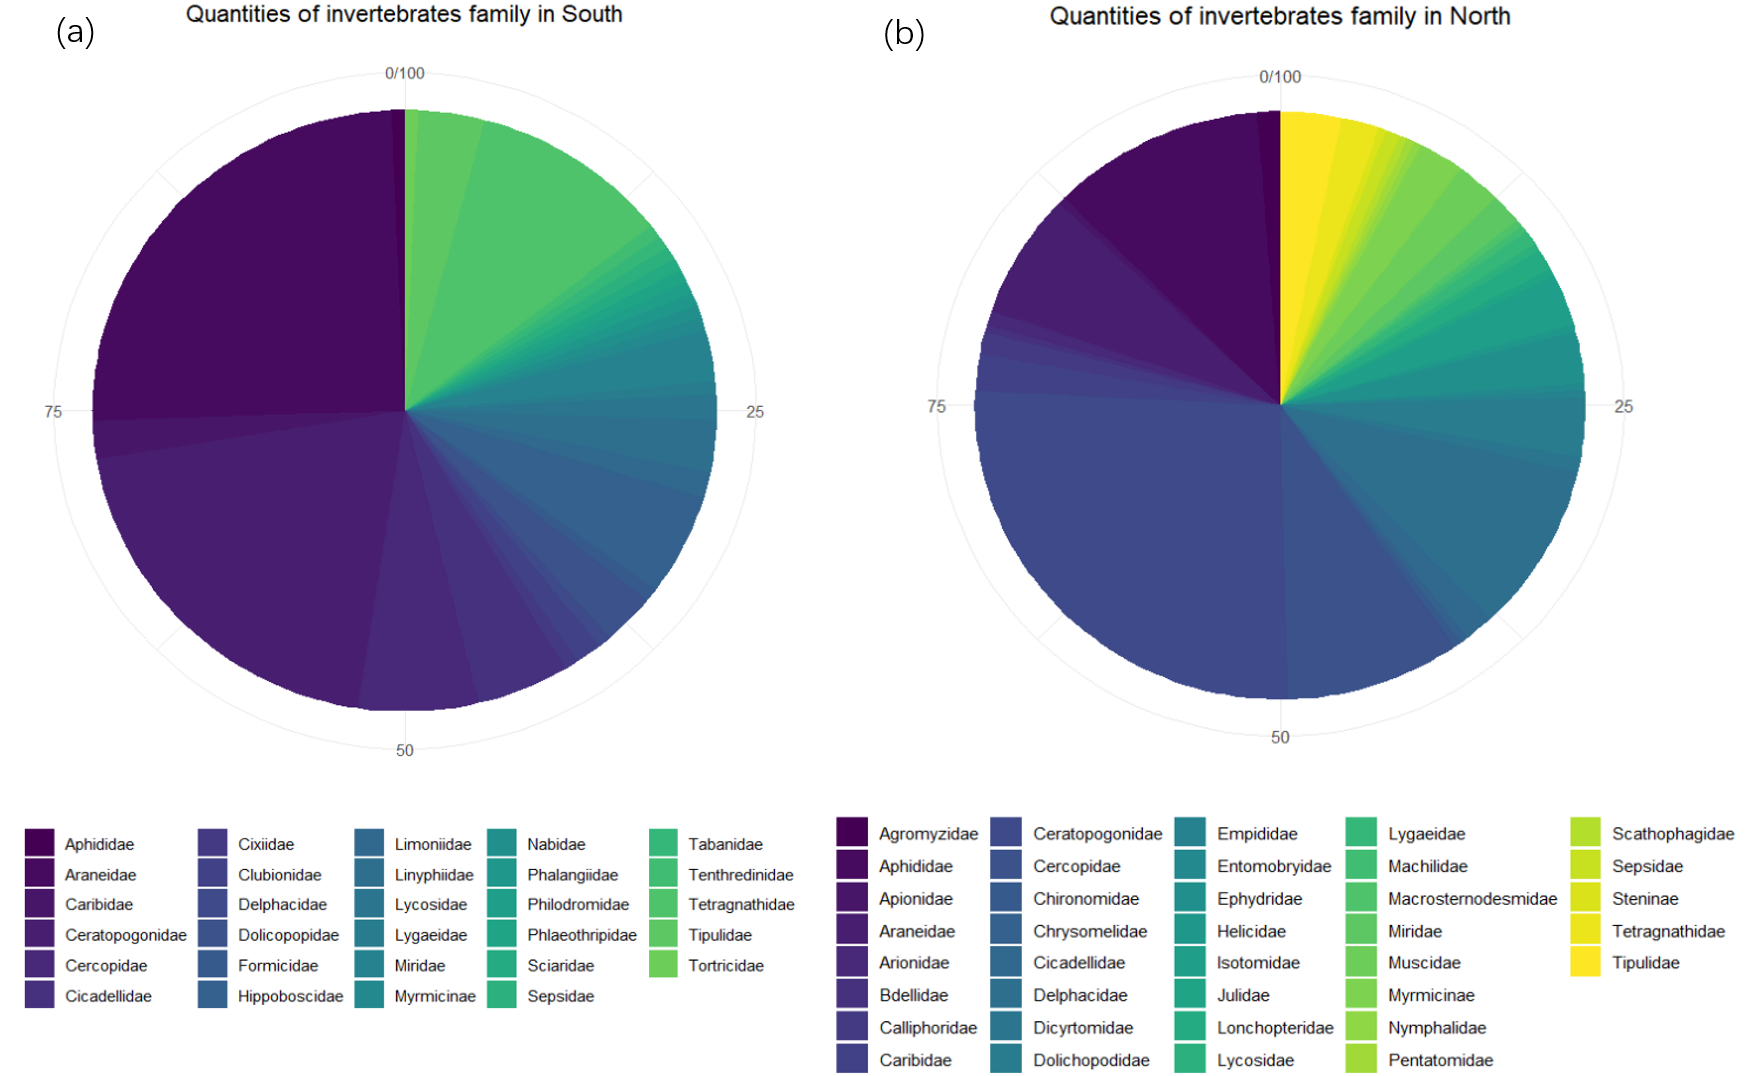 Quantities of invertebrates family in South
(a)
0/100
75
25
50
Aphididae
Araneidae
Caribidae
Ceratopogonidae
Cercopidae
Cicadellidae
Cixiidae
Clubionidae
Delphacidae
Dolicopopidae
Formicidae
Hippoboscidae
Limoniidae
Linyphiidae
Lycosidae
Lygaeidae
Miridae
Myrmicinae
Nabidae
Phalangiidae
Philodromidae
Phlaeothripidae
Sciaridae
Sepsidae
Tabanidae
Tenthredinidae
Tetragnathidae
Tipulidae
Tortricidae
Quantities of invertebrates family in North
(b)
0/100
75
25
50
Agromyzidae
Aphididae
Apionidae
Araneidae
Arionidae
Bdellidae
Calliphoridae
Caribidae
Ceratopogonidae
Cercopidae
Chironomidae
Chrysomelidae
Cicadellidae
Delphacidae
Dicyrtomidae
Dolichopodidae
Empididae
Entomobryidae
Ephydridae
Helicidae
Isotomidae
Julidae
Lonchopteridae
Lycosidae
Lygaeidae
Machilidae
Macrosternodesmidae
Miridae
Muscidae
Myrmicinae
Nymphalidae
Pentatomidae
Scathophagidae
Sepsidae
Steninae
Tetragnathidae
Tipulidae